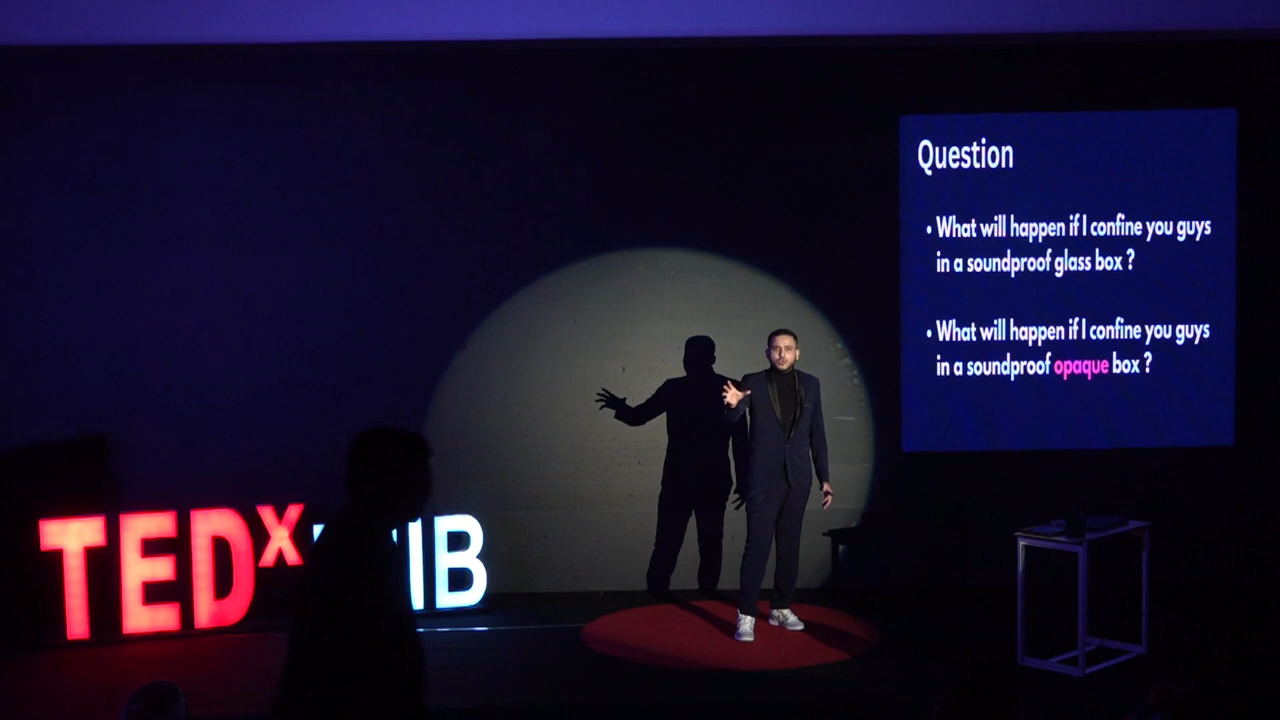 Question
• What will happen if I confine you guys
in a soundproof glass box ?
• What will happen if I confine you guys
in a soundproof opaque box ?
TEDx